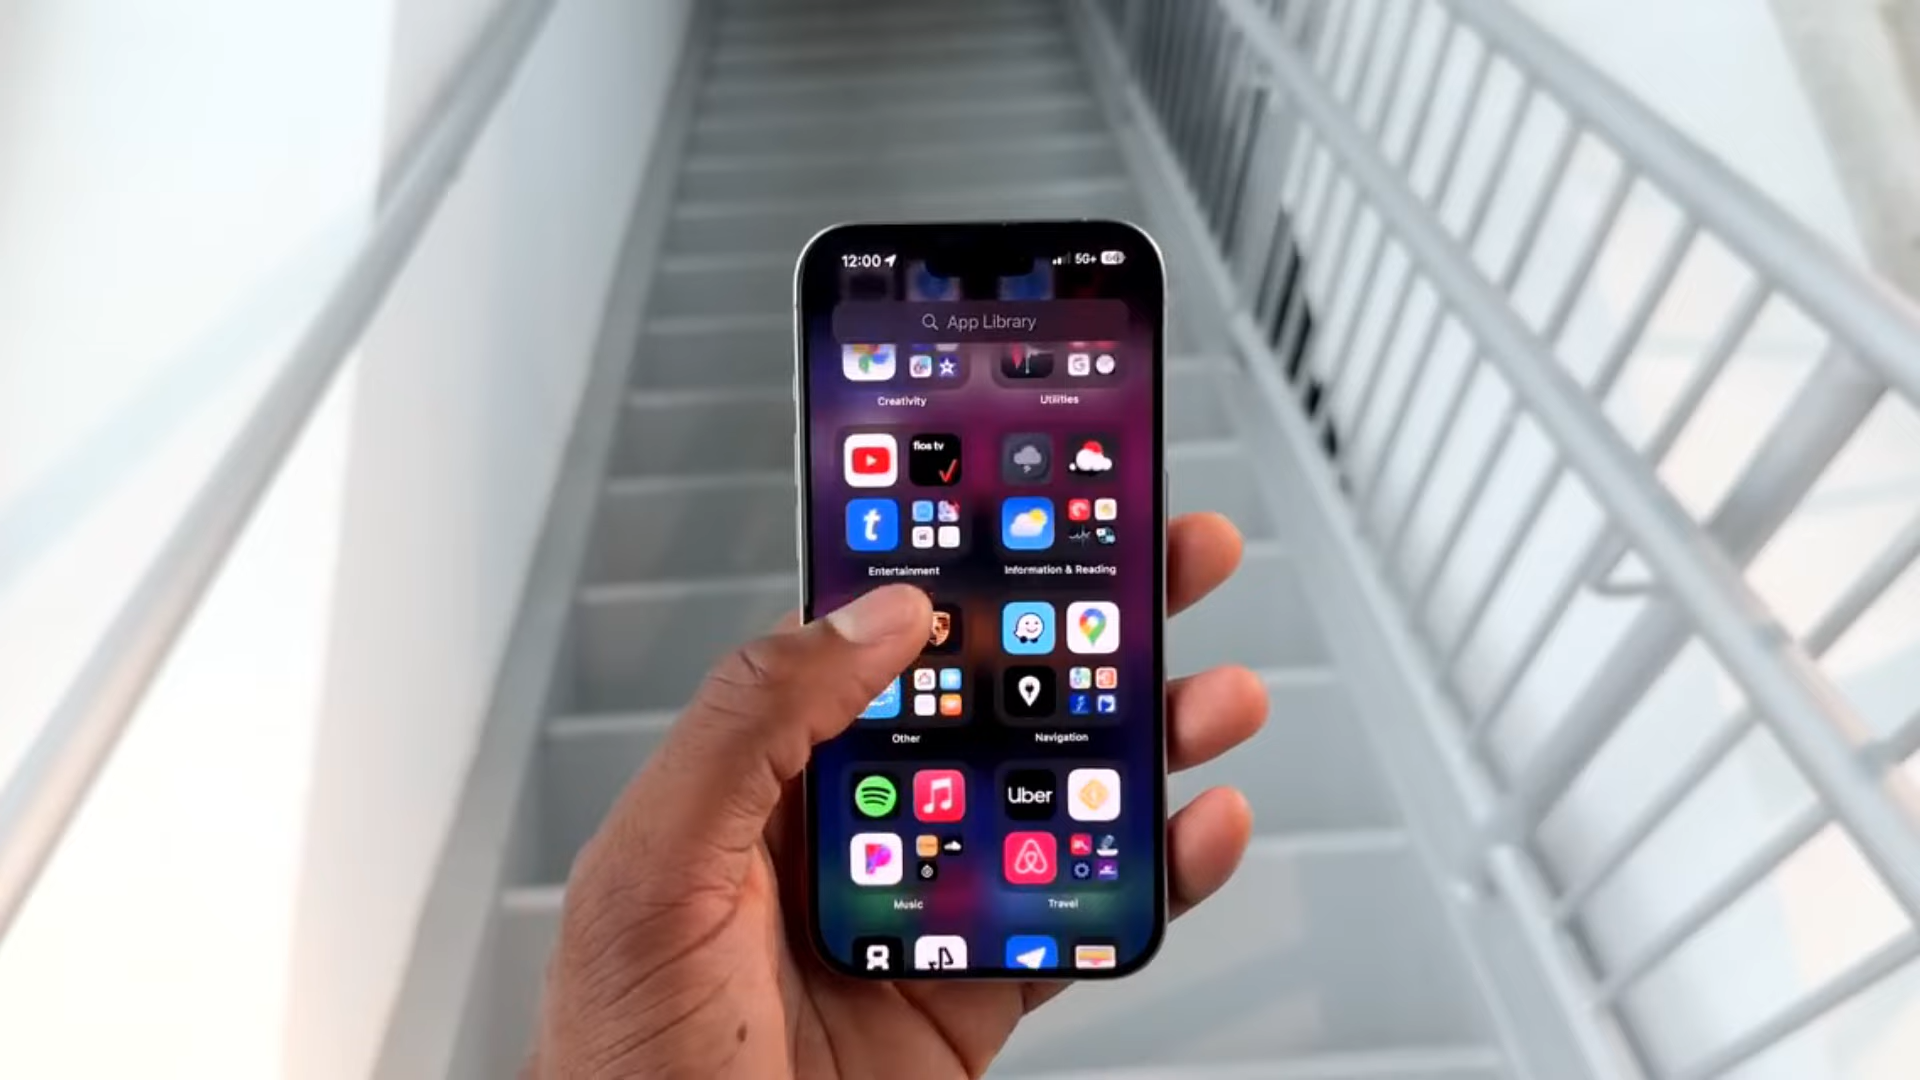 12:00
5G+
App Library
Creativity
Utilities
fios tv
t
Entertainment
Information & Reading
Other
Navigation
Uber
Music
Travel